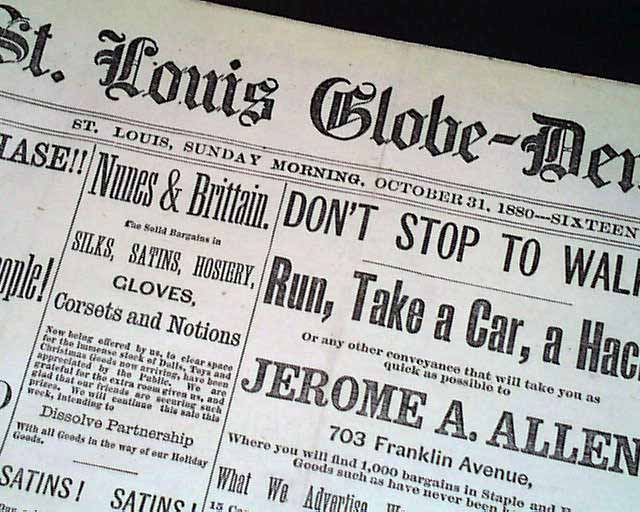 St. Louis Globe-Den
ST. LOUIS, SUNDAY MORNING, OCTOBER 31, 1880---SIXTEEN
HASE!!
ople!
Nunes & Brittain.
The Solid Bargains in
SILKS, SATINS, HOSIERY,
GLOVES,
Corsets and Notions
Now being offered by us, to clear space
for the immense stock of Dolls, Toys and
Christmas Goods now arriving, have been
appreciated by the Public. We are
grateful for the extra room given us, and
glad that our friends are securing such
prizes. We will Continue this sale this
week, intending to
Dissolve Partnership
With all Goods in the way of our Holiday
Goods.
SATINS! SATINS!
DON'T STOP TO WALK
Run, Take a Car, a Hac
Or any other conveyance that will take you as
quick as possible to
JEROME A. ALLEN
703 Franklin Avenue,
Where you will find 1,000 bargains in Staple and F
Goods such as have never been
What We Advertise W
15 Ca